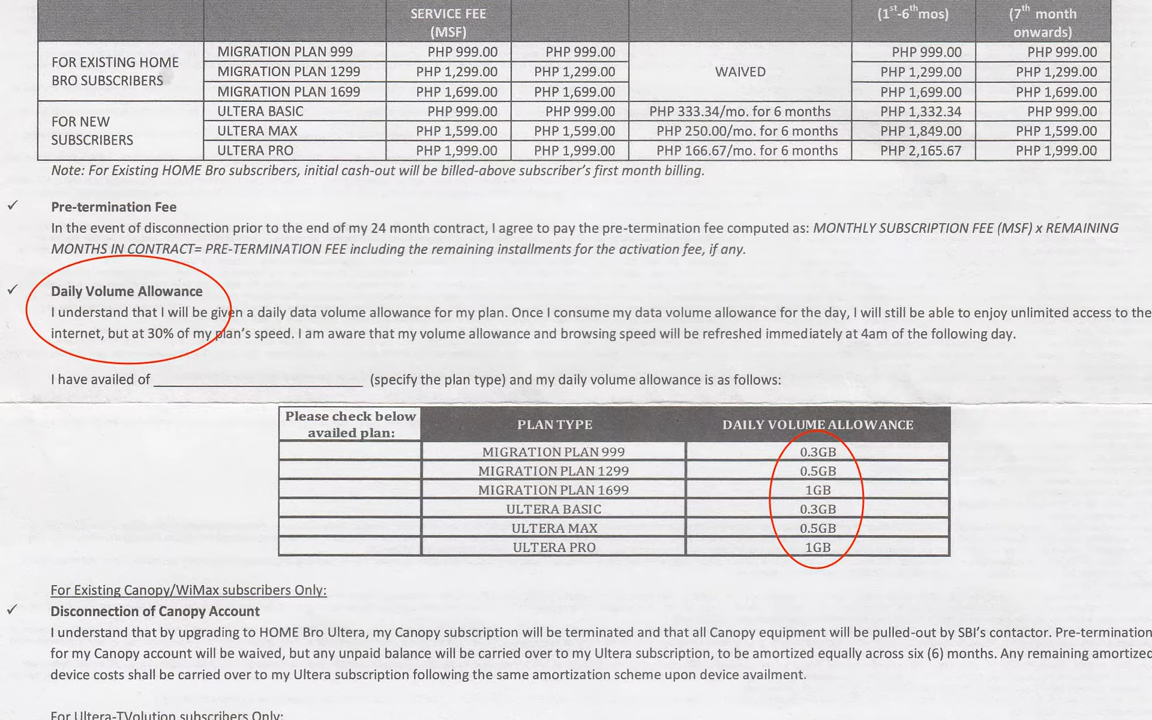 SERVICE FEE (1st-6thmos) (7th month
(MSF) onwards)
FOR EXISTING HOME BRO SUBSCRIBERS MIGRATION PLAN 999 PHP 999.00 PHP 999.00 WAIVED PHP 999.00 PHP 999.00
MIGRATION PLAN 1299 PHP 1,299.00 PHP 1,299.00 PHP 1,299.00 PHP 1,299.00
MIGRATION PLAN 1699 PHP 1,699.00 PHP 1,699.00 PHP 1,699.00 PHP 1,699.00
FOR NEW SUBSCRIBERS ULTERA BASIC PHP 999.00 PHP 999.00 PHP 333.34/mo. for 6 months PHP 1,332.34 PHP 999.00
ULTERA MAX PHP 1,599.00 PHP 1,599.00 PHP 250.00/mo. for 6 months PHP 1,849.00 PHP 1,599.00
ULTERA PRO PHP 1,999.00 PHP 1,999.00 PHP 166.67/mo. for 6 months PHP 2,165.67 PHP 1,999.00
Note: For Existing HOME Bro subscribers, initial cash-out will be billed-above subscriber's first month billing.
✓ Pre-termination Fee
In the event of disconnection prior to the end of my 24 month contract, I agree to pay the pre-termination fee computed as: MONTHLY SUBSCRIPTION FEE (MSF) x REMAINING
MONTHS IN CONTRACT= PRE-TERMINATION FEE including the remaining installments for the activation fee, if any.
✓ Daily Volume Allowance
I understand that I will be given a daily data volume allowance for my plan. Once I consume my data volume allowance for the day, I will still be able to enjoy unlimited access to the
internet, but at 30% of my plan's speed. I am aware that my volume allowance and browsing speed will be refreshed immediately at 4am of the following day.
I have availed of ____________________________ (specify the plan type) and my daily volume allowance is as follows:
Please check below availed plan: PLAN TYPE DAILY VOLUME ALLOWANCE
MIGRATION PLAN 999 0.3GB
MIGRATION PLAN 1299 0.5GB
MIGRATION PLAN 1699 1GB
ULTERA BASIC 0.3GB
ULTERA MAX 0.5GB
ULTERA PRO 1GB
For Existing Canopy/WiMax subscribers Only:
✓ Disconnection of Canopy Account
I understand that by upgrading to HOME Bro Ultera, my Canopy subscription will be terminated and that all Canopy equipment will be pulled-out by SBI's contactor. Pre-termination
for my Canopy account will be waived, but any unpaid balance will be carried over to my Ultera subscription, to be amortized equally across six (6) months. Any remaining amortized
device costs shall be carried over to my Ultera subscription following the same amortization scheme upon device availment.
For Ultera-TVolution subscribers Only: